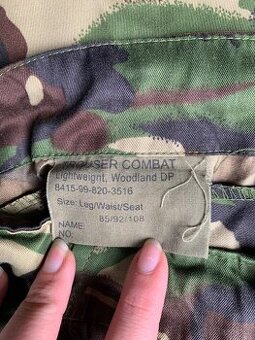 TROUSER COMBAT
Lightweight, Woodland DP
8415-99-820-3516
Size: Leg/Waist/Seat
85/92/108
NAME:
NO.